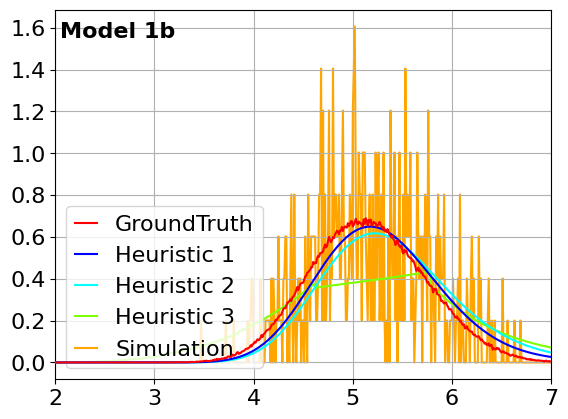 Model 1b
1.6
1.4
1.2
1.0
0.8
0.6
0.4
0.2
0.0
GroundTruth
Heuristic 1
Heuristic 2
Heuristic 3
Simulation
2 3 4 5 6 7